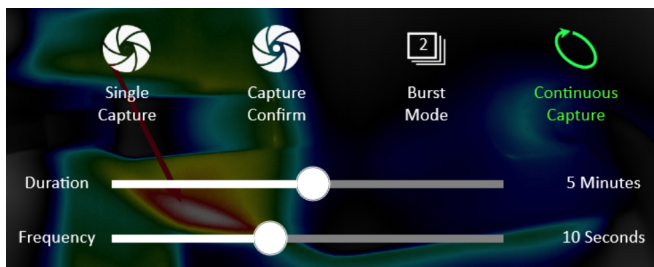 Single
Capture
Capture
Confirm
2
Burst
Mode
Continuous
Capture
Duration 5 Minutes
Frequency 10 Seconds